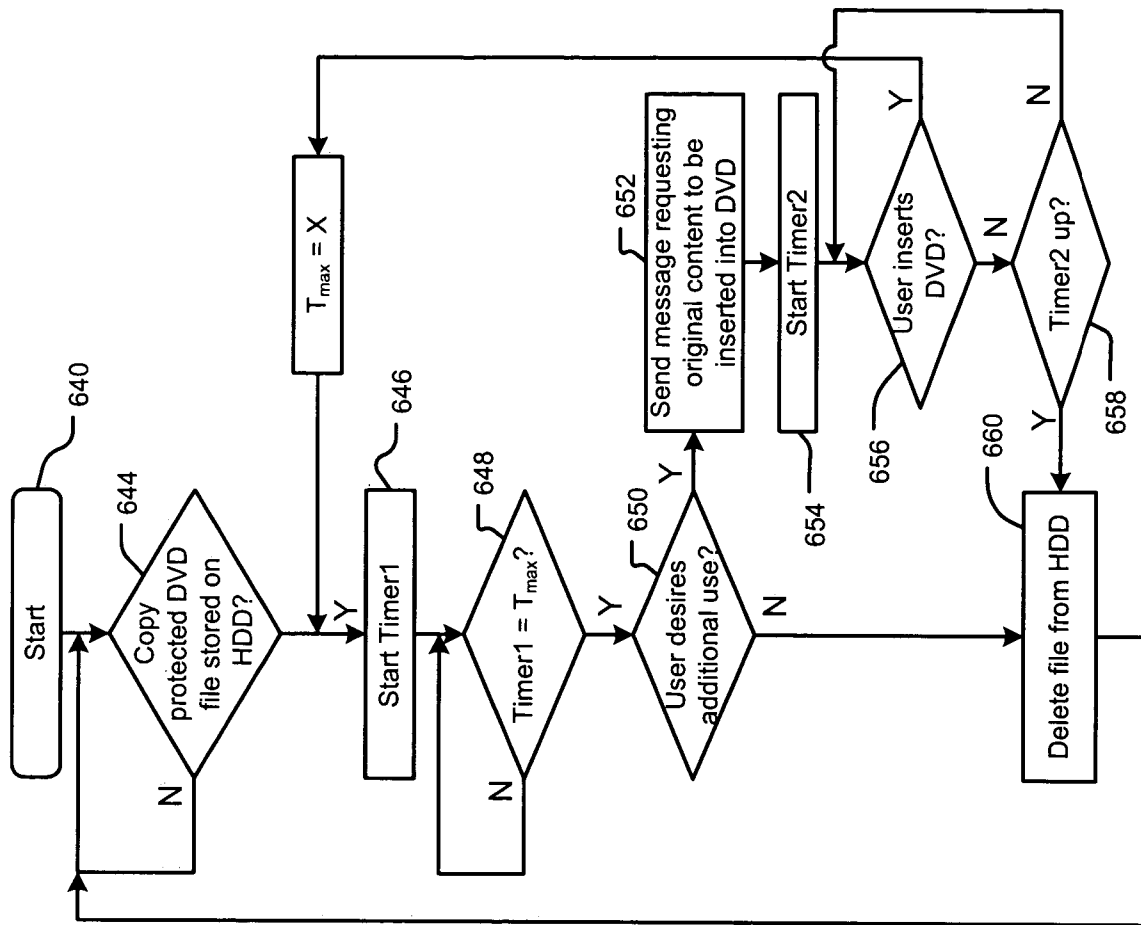 Start
640
644
Copy
protected DVD
file stored on
HDD?
N
Y
Tmax = X
646
Start Timer1
648
Timer1 = Tmax?
N
Y
650
User desires
additional use?
Y
N
652
Send message requesting
original content to be
inserted into DVD
Start Timer2
654
User inserts
DVD?
656
Y
N
Timer2 up?
658
N
Y
660
Delete file from HDD